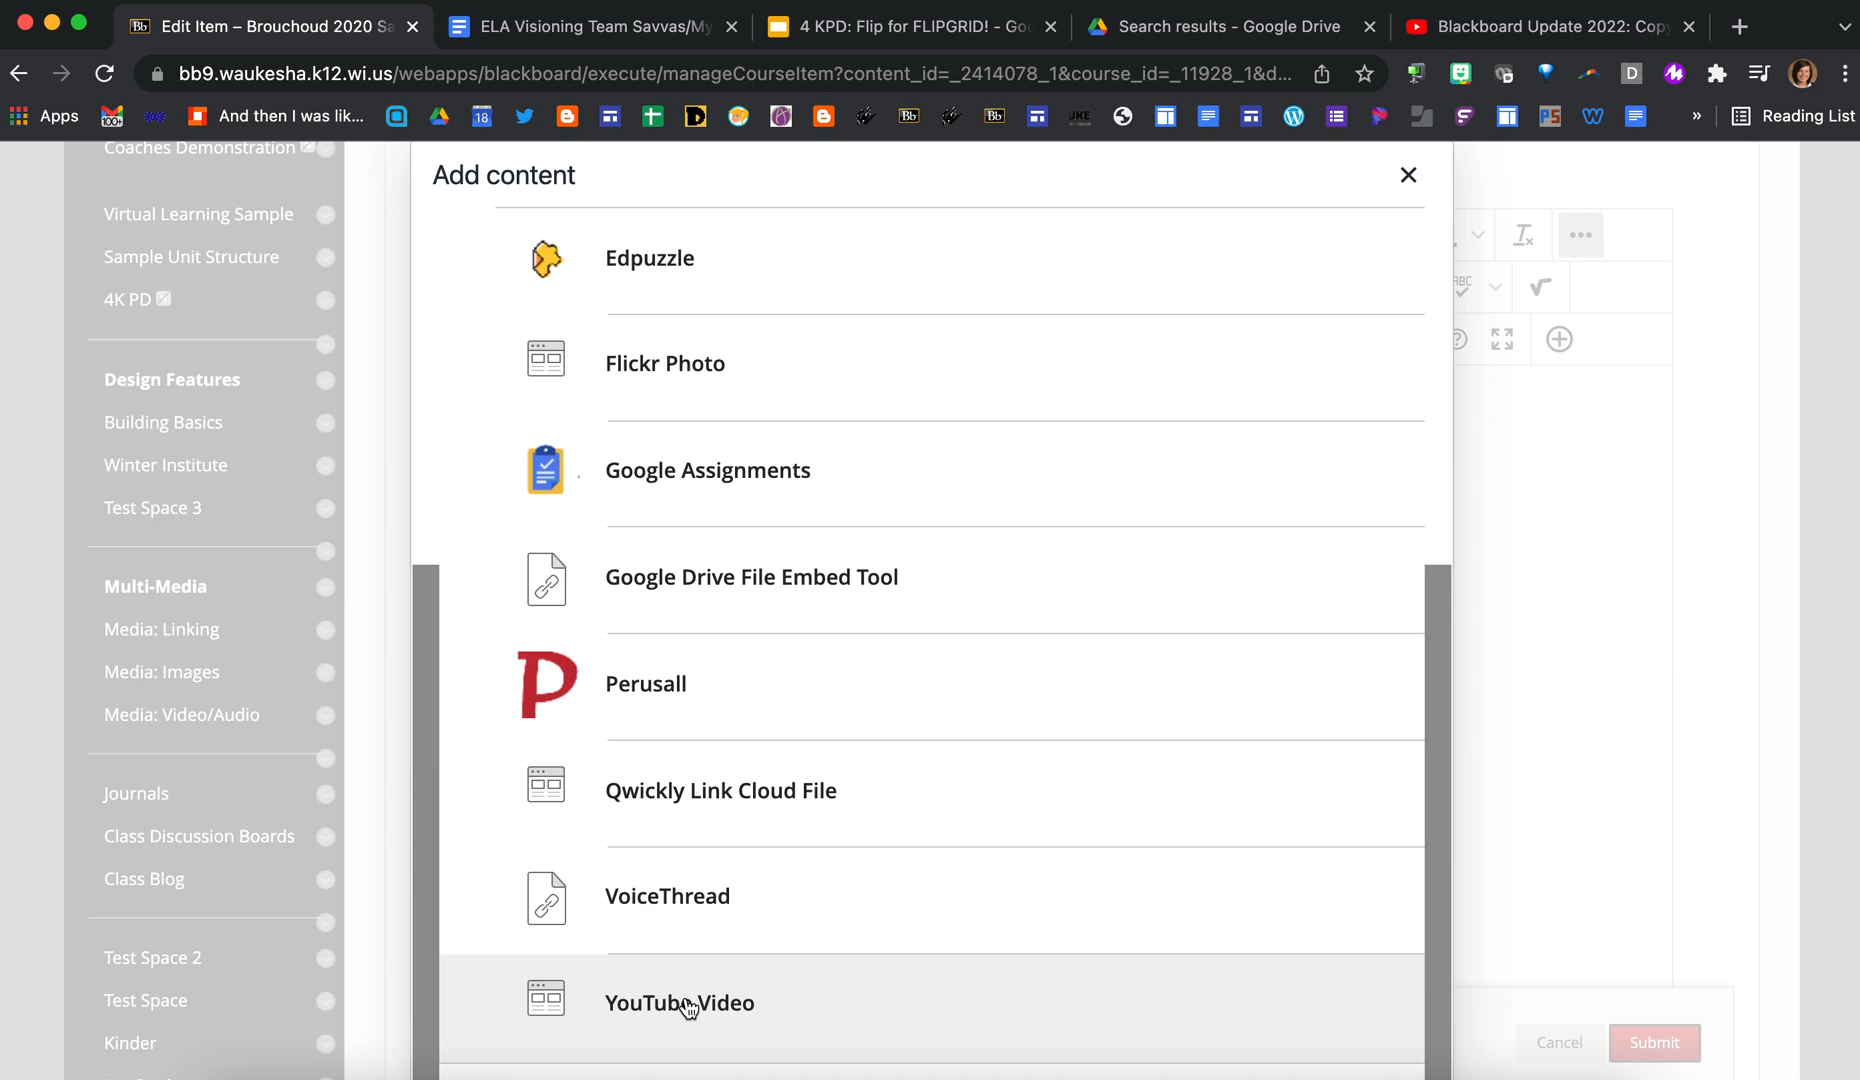 Edit Item – Brouchoud 2020 Sa
ELA Visioning Team Savvas/My
4 KPD: Flip for FLIPGRID! - Goo
Search results - Google Drive
Blackboard Update 2022: Copy
bb9.waukesha.k12.wi.us/webapps/blackboard/execute/manageCourseItem?content_id=_2414078_1&course_id=_11928_1&d...
Apps
And then I was lik...
Reading List
Coaches Demonstration
Virtual Learning Sample
Sample Unit Structure
4K PD
Design Features
Building Basics
Winter Institute
Test Space 3
Multi-Media
Media: Linking
Media: Images
Media: Video/Audio
Journals
Class Discussion Boards
Class Blog
Test Space 2
Test Space
Kinder
Add content
Edpuzzle
Flickr Photo
Google Assignments
Google Drive File Embed Tool
Perusall
Qwickly Link Cloud File
VoiceThread
YouTube Video
Cancel
Submit